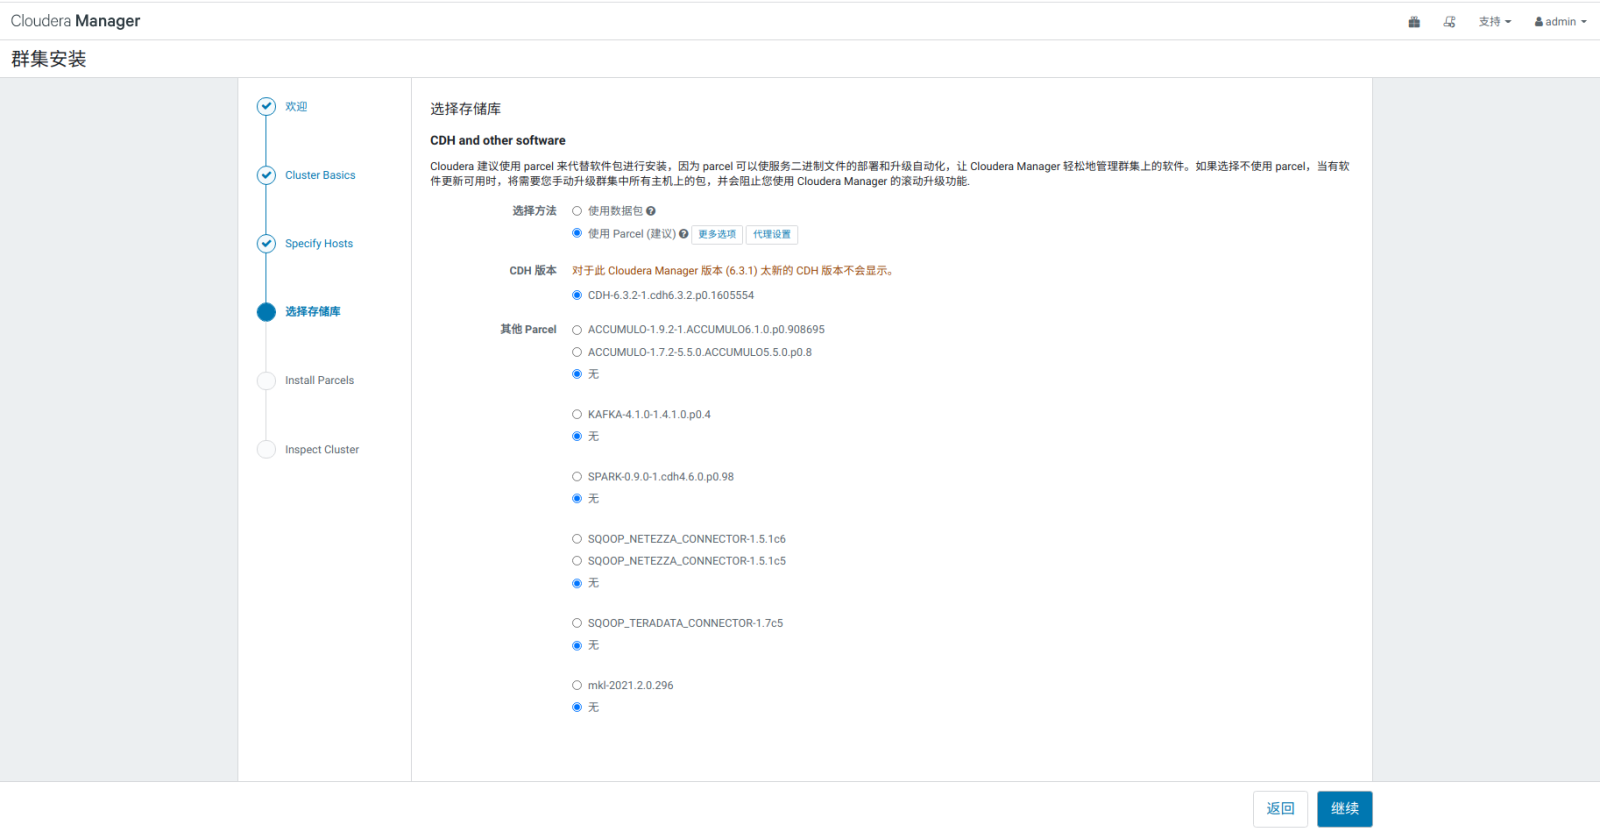 Cloudera Manager
支持
admin
群集安装
欢迎
Cluster Basics
Specify Hosts
选择存储库
Install Parcels
Inspect Cluster
选择存储库
CDH and other software
Cloudera 建议使用 parcel 来代替软件包进行安装，因为 parcel 可以使服务二进制文件的部署和升级自动化，让 Cloudera Manager 轻松地管理群集上的软件。如果选择不使用 parcel，当有软
件更新可用时，将需要您手动升级群集中所有主机上的包，并会阻止您使用 Cloudera Manager 的滚动升级功能.
选择方法 使用数据包
使用 Parcel (建议) 更多选项 代理设置
CDH 版本 对于此 Cloudera Manager 版本 (6.3.1) 太新的 CDH 版本不会显示。
CDH-6.3.2-1.cdh6.3.2.p0.1605554
其他 Parcel ACCUMULO-1.9.2-1.ACCUMULO6.1.0.p0.908695
ACCUMULO-1.7.2-5.5.0.ACCUMULO5.5.0.p0.8
无
KAFKA-4.1.0-1.4.1.0.p0.4
无
SPARK-0.9.0-1.cdh4.6.0.p0.98
无
SQOOP_NETEZZA_CONNECTOR-1.5.1c6
SQOOP_NETEZZA_CONNECTOR-1.5.1c5
无
SQOOP_TERADATA_CONNECTOR-1.7c5
无
mkl-2021.2.0.296
无
返回
继续